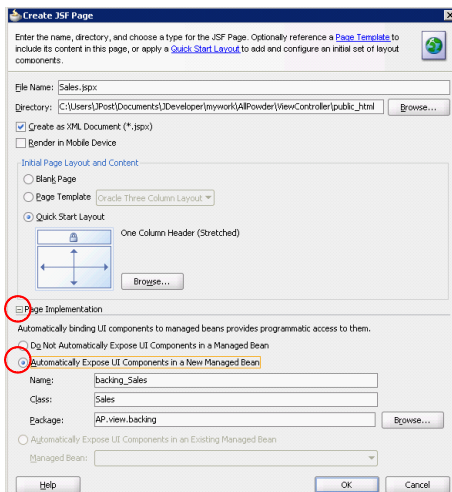 Create JSF Page
Enter the name, directory, and choose a type for the JSF Page. Optionally reference a Page Template to
include its content in this page, or apply a Quick Start Layout to add and configure an initial set of layout
components.
File Name: Sales.jspx
Directory: C:\Users\JPost\Documents\JDeveloper\mywork\AllPowder\ViewController\public_html Browse...
Create as XML Document (*.jspx)
Render in Mobile Device
Initial Page Layout and Content
Blank Page
Page Template Oracle Three Column Layout
Quick Start Layout
One Column Header (Stretched)
Browse...
Page Implementation
Automatically binding UI components to managed beans provides programmatic access to them.
Do Not Automatically Expose UI Components in a Managed Bean
Automatically Expose UI Components in a New Managed Bean
Name: backing_Sales
Class: Sales
Package: AP.view.backing Browse...
Automatically Expose UI Components in an Existing Managed Bean
Managed Bean:
Help OK Cancel